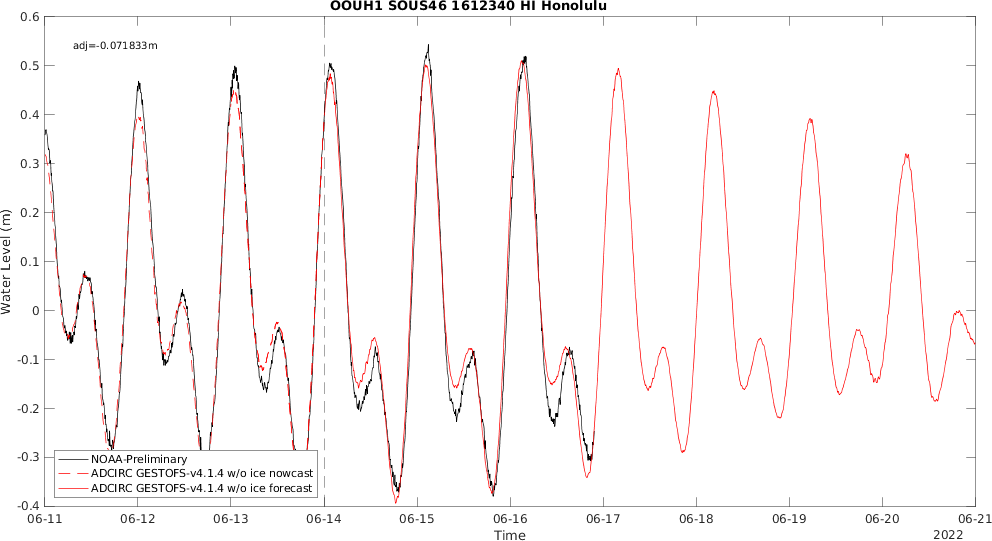 OOUH1 SOUS46 1612340 HI Honolulu
adj=-0.071833m
Water Level (m)
0.6
0.5
0.4
0.3
0.2
0.1
0
-0.1
-0.2
-0.3
-0.4
NOAA-Preliminary
ADCIRC GESTOFS-v4.1.4 w/o ice nowcast
ADCIRC GESTOFS-v4.1.4 w/o ice forecast
06-11 06-12 06-13 06-14 06-15 06-16 06-17 06-18 06-19 06-20 06-21
Time
2022